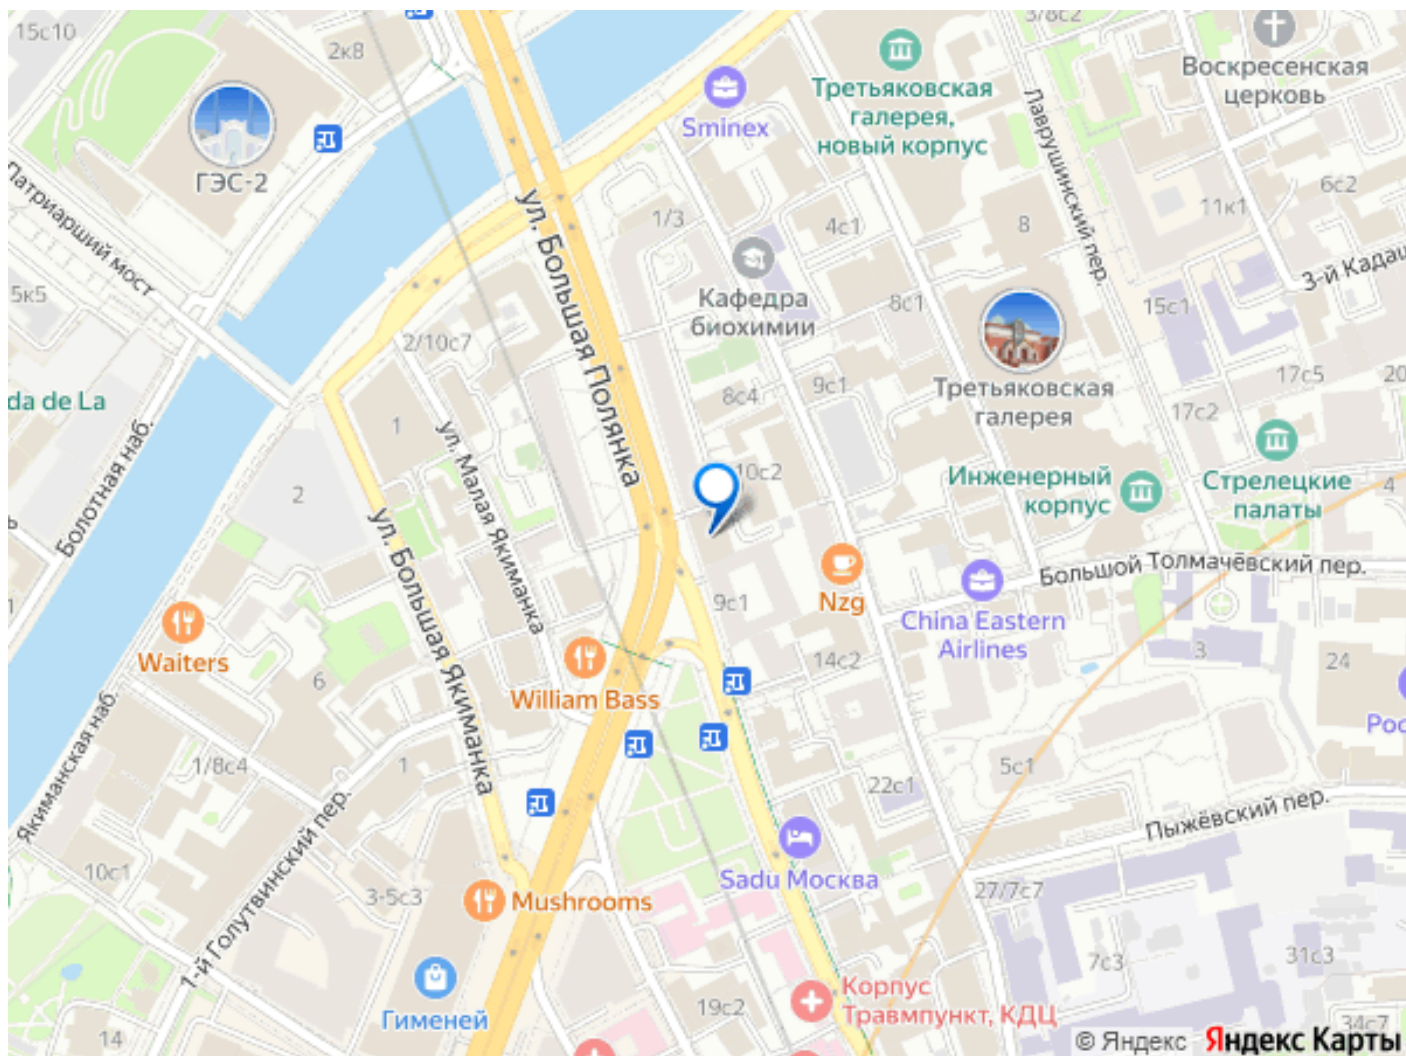 15с10
2к8
3/8с2
Воскресенская
церковь
Третьяковская
галерея,
новый корпус
Sminex
Лаврушинский пер.
ГЭС-2
Патриарший мост
ул. Большая Полянка
1/3
4с1
8
11к1
6с2
3-й Кадаш
Кафедра
биохимии
8с1
15с1
5к5
2/10с7
Третьяковская
галерея
9с1
8с4
17с5
20
17с2
da de La
1
ул. Малая Якиманка
Болотная наб.
2
10с2
Инженерный
корпус
Стрелецкие
палаты
4
ул. Большая Якиманка
Большой Толмачёвский пер.
Nzg
9с1
China Eastern
Airlines
Waiters
6
William Bass
14с2
3
24
Рос
Якиманская наб.
1/8с4
1
5с1
22с1
Пыжёвский пер.
1-й Голутвинский пер.
10с1
3-5с3
Mushrooms
Sadu Москва
27/7с7
7с3
31с3
Гименей
19с2
Корпус
Травмпункт, КДЦ
14
34с7
© Яндекс Яндекс Карты